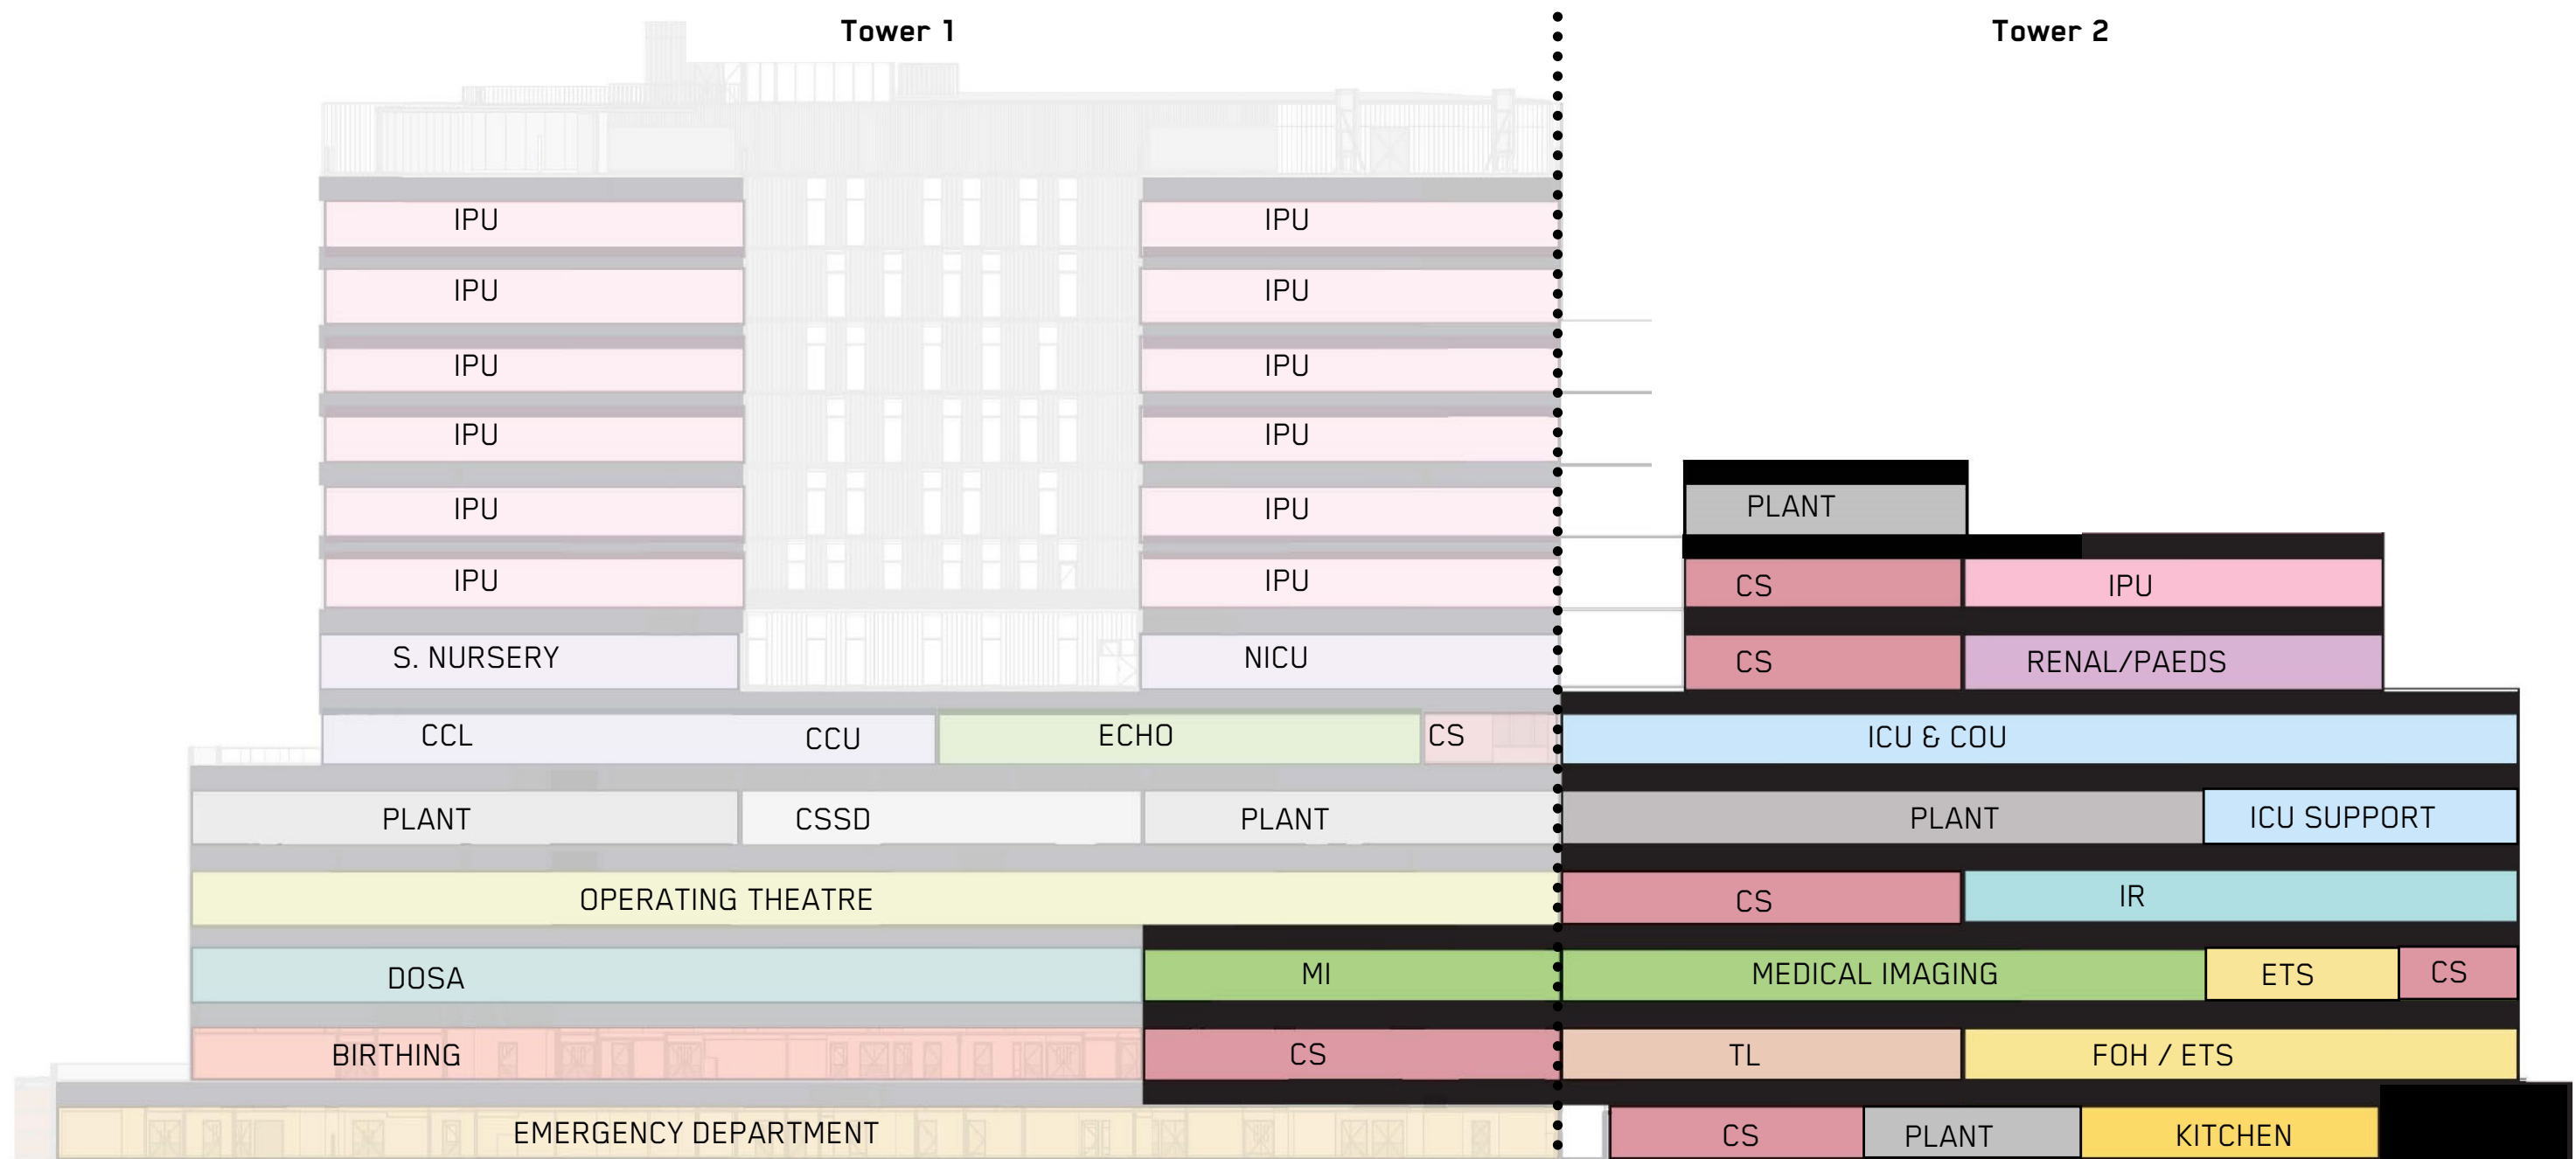 Tower 1
Tower 2
IPU IPU
IPU IPU
IPU IPU
IPU IPU
IPU IPU PLANT
IPU IPU CS IPU
S. NURSERY NICU CS RENAL/PAEDS
CCL CCU ECHO CS ICU & COU
PLANT CSSD PLANT PLANT ICU SUPPORT
OPERATING THEATRE CS IR
DOSA MI MEDICAL IMAGING ETS CS
BIRTHING CS TL FOH / ETS
EMERGENCY DEPARTMENT CS PLANT KITCHEN